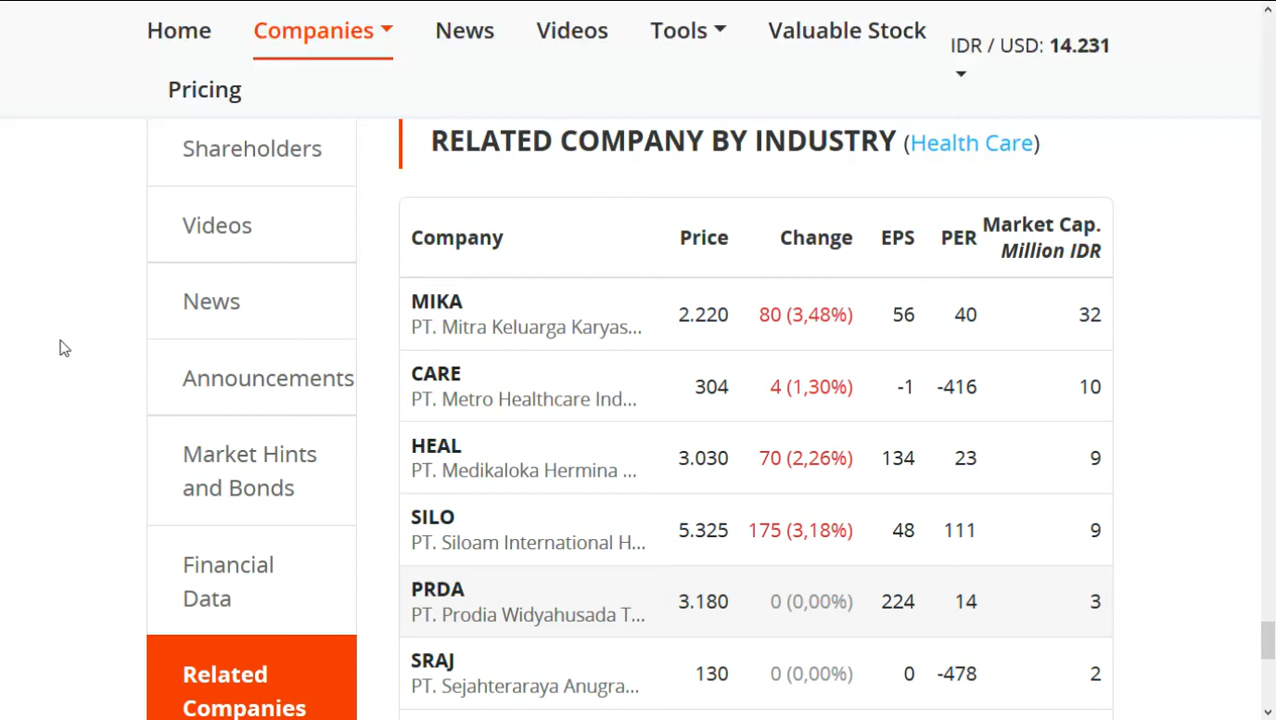 Home Companies News Videos Tools Valuable Stock IDR / USD: 14.231
Pricing
Shareholders
Videos
News
Announcements
Market Hints
and Bonds
Financial
Data
Related
Companies
RELATED COMPANY BY INDUSTRY (Health Care)
Company Price Change EPS PER Market Cap.
Million IDR
MIKA
PT. Mitra Keluarga Karyas... 2.220 80 (3,48%) 56 40 32
CARE
PT. Metro Healthcare Ind... 304 4 (1,30%) -1 -416 10
HEAL
PT. Medikaloka Hermina ... 3.030 70 (2,26%) 134 23 9
SILO
PT. Siloam International H... 5.325 175 (3,18%) 48 111 9
PRDA
PT. Prodia Widyahusada T... 3.180 0 (0,00%) 224 14 3
SRAJ
PT. Sejahteraraya Anugra... 130 0 (0,00%) 0 -478 2